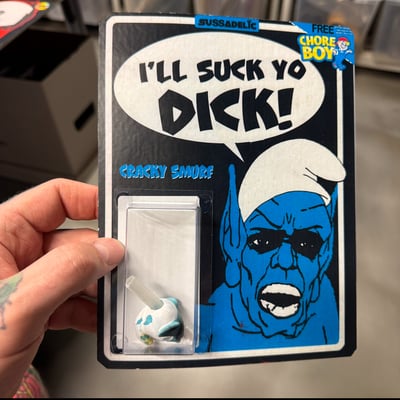 SUSSADELIC
FREE
CHORE
BOY
I'LL SUCK YO
DICK!
CRACKY SMURF